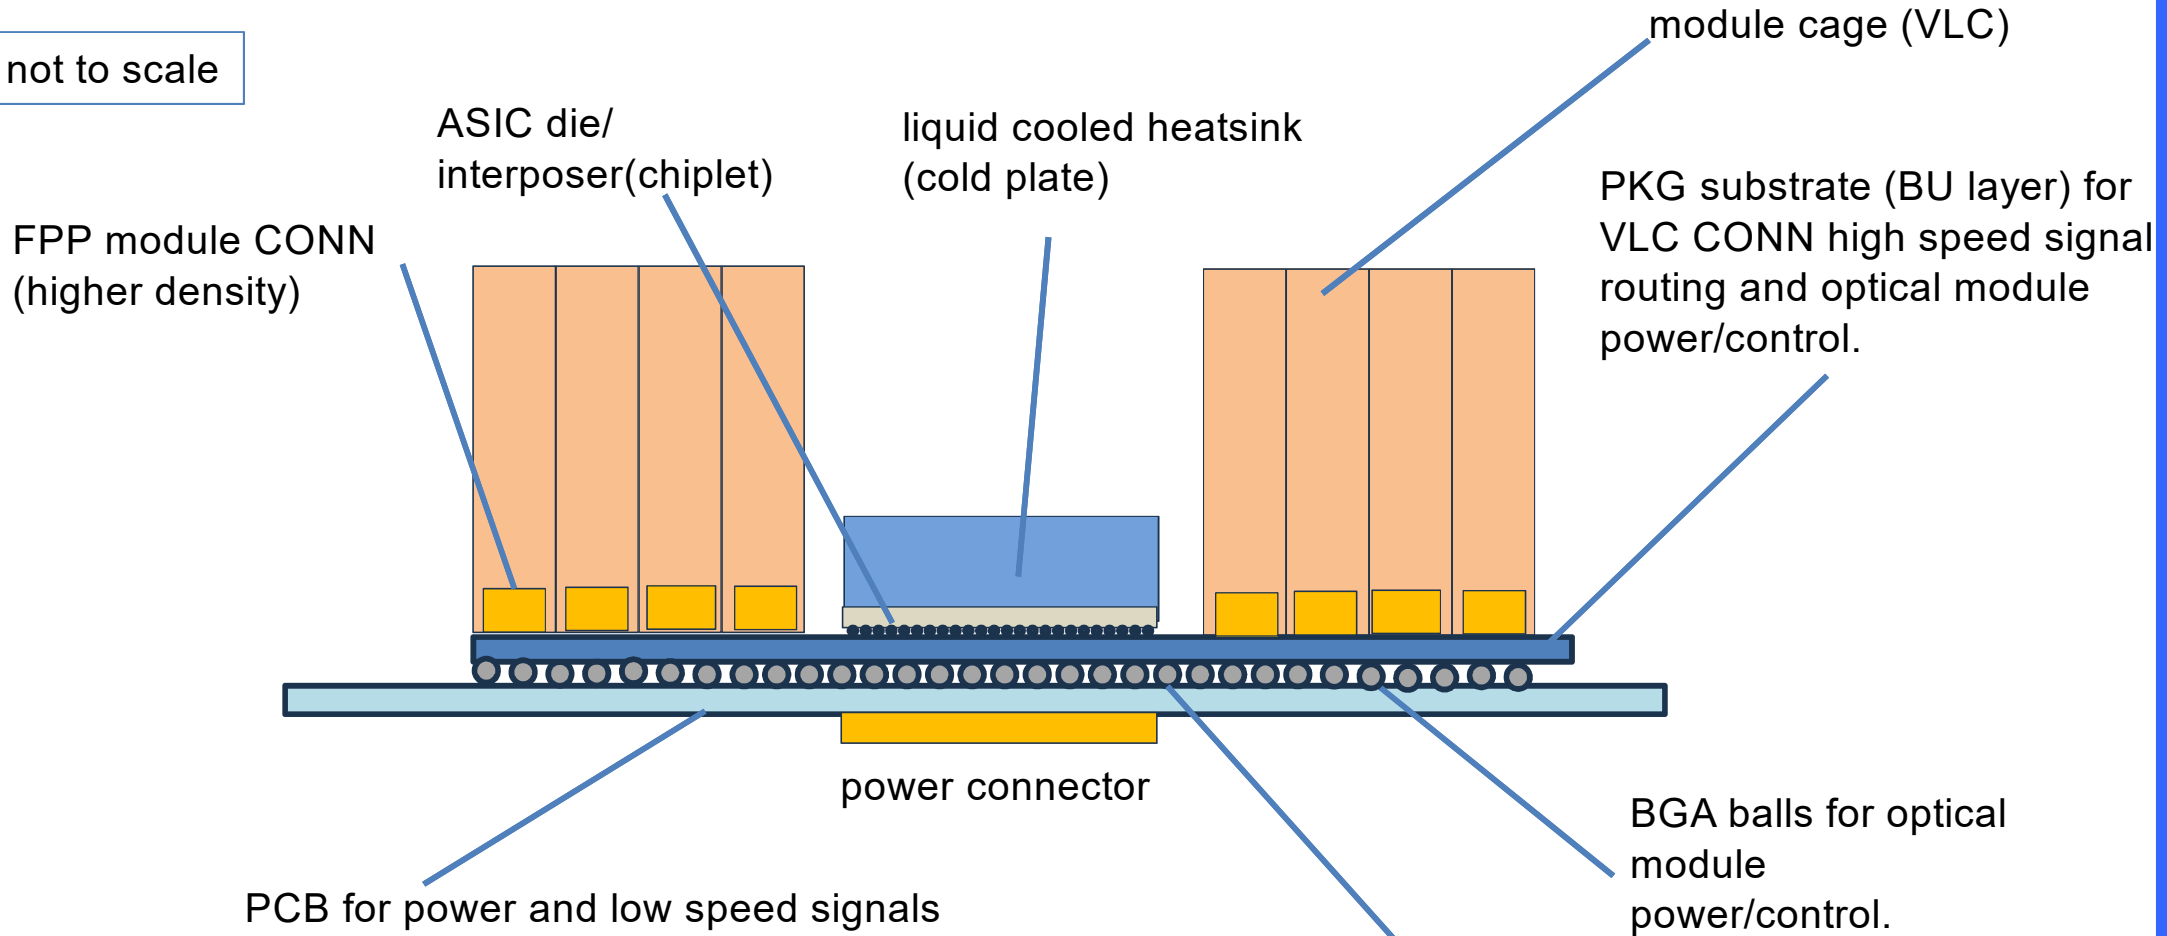 not to scale
module cage (VLC)
ASIC die/
interposer(chiplet)
liquid cooled heatsink
(cold plate)
PKG substrate (BU layer) for
VLC CONN high speed signal
routing and optical module
power/control.
FPP module CONN
(higher density)
power connector
BGA balls for optical
module
power/control.
PCB for power and low speed signals